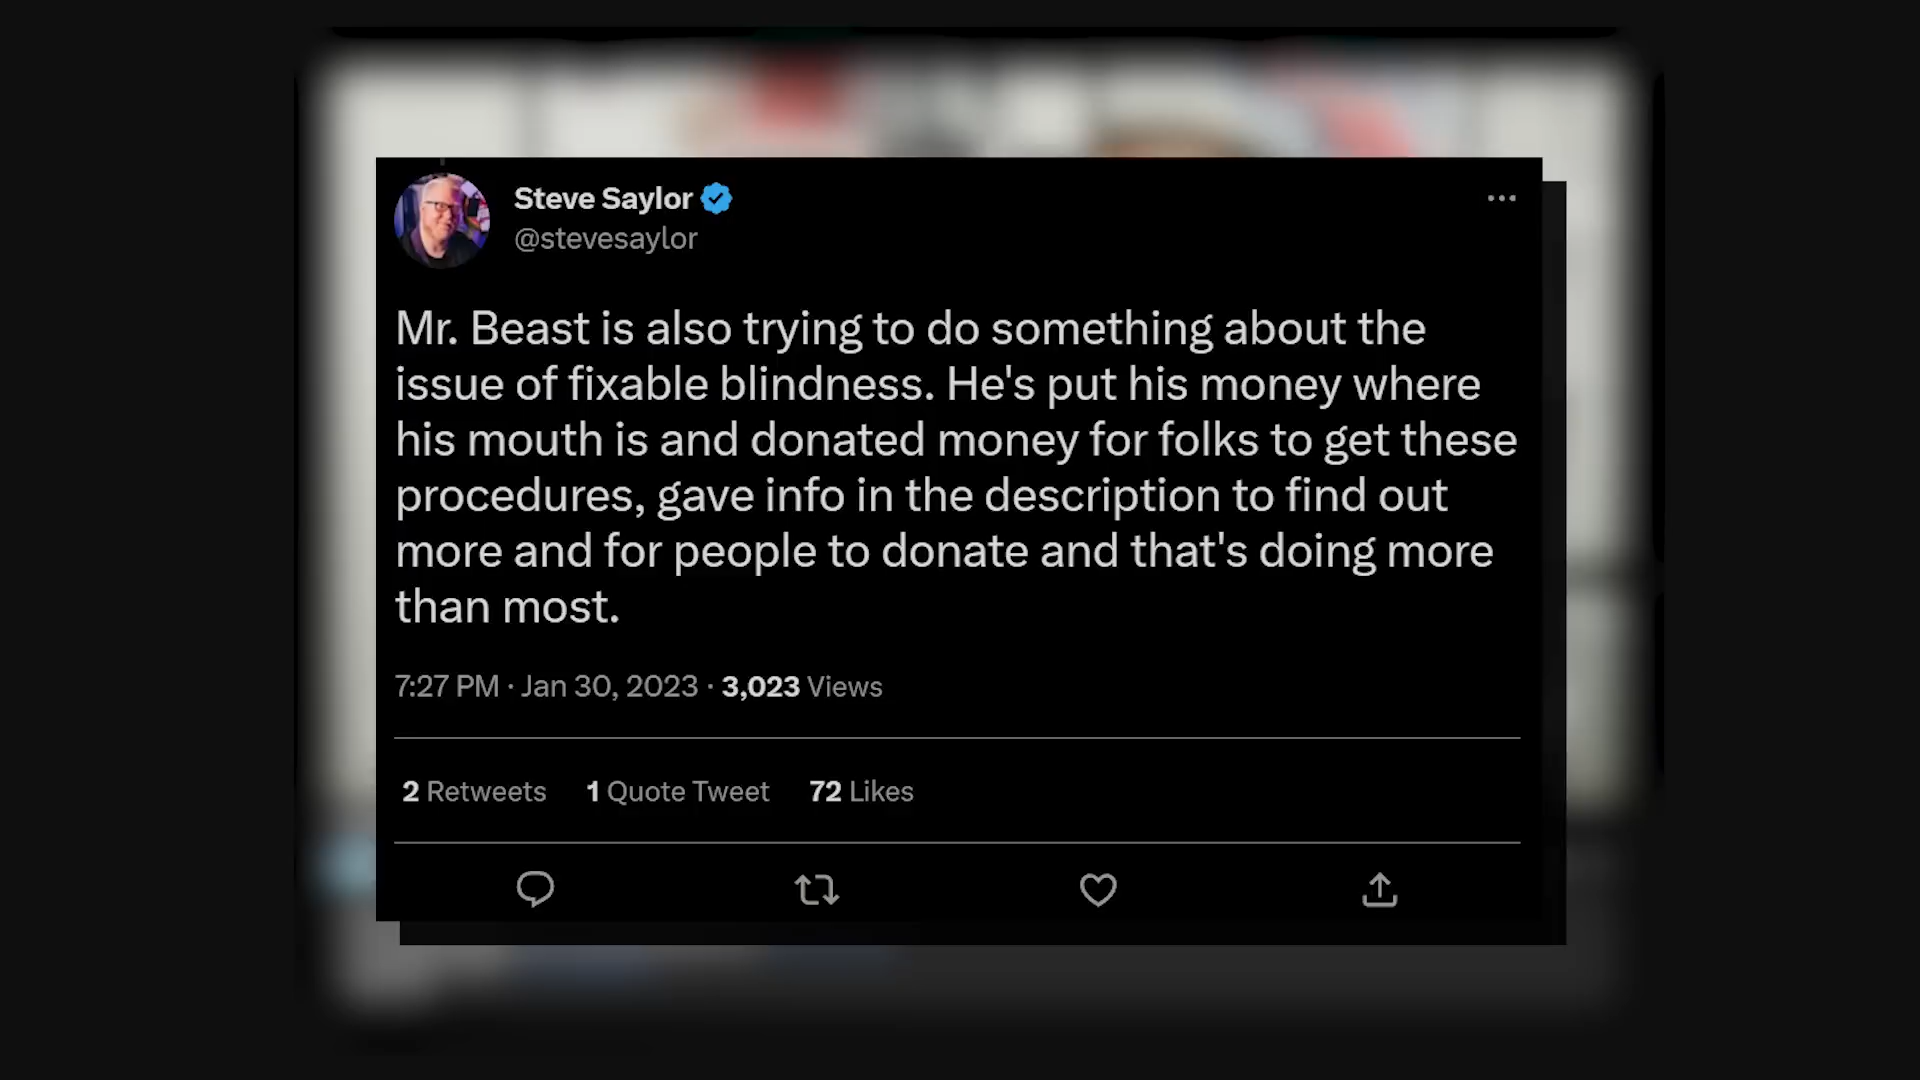 Steve Saylor
@stevesaylor
Mr. Beast is also trying to do something about the
issue of fixable blindness. He's put his money where
his mouth is and donated money for folks to get these
procedures, gave info in the description to find out
more and for people to donate and that's doing more
than most.
7:27 PM · Jan 30, 2023 · 3,023 Views
2 Retweets 1 Quote Tweet 72 Likes